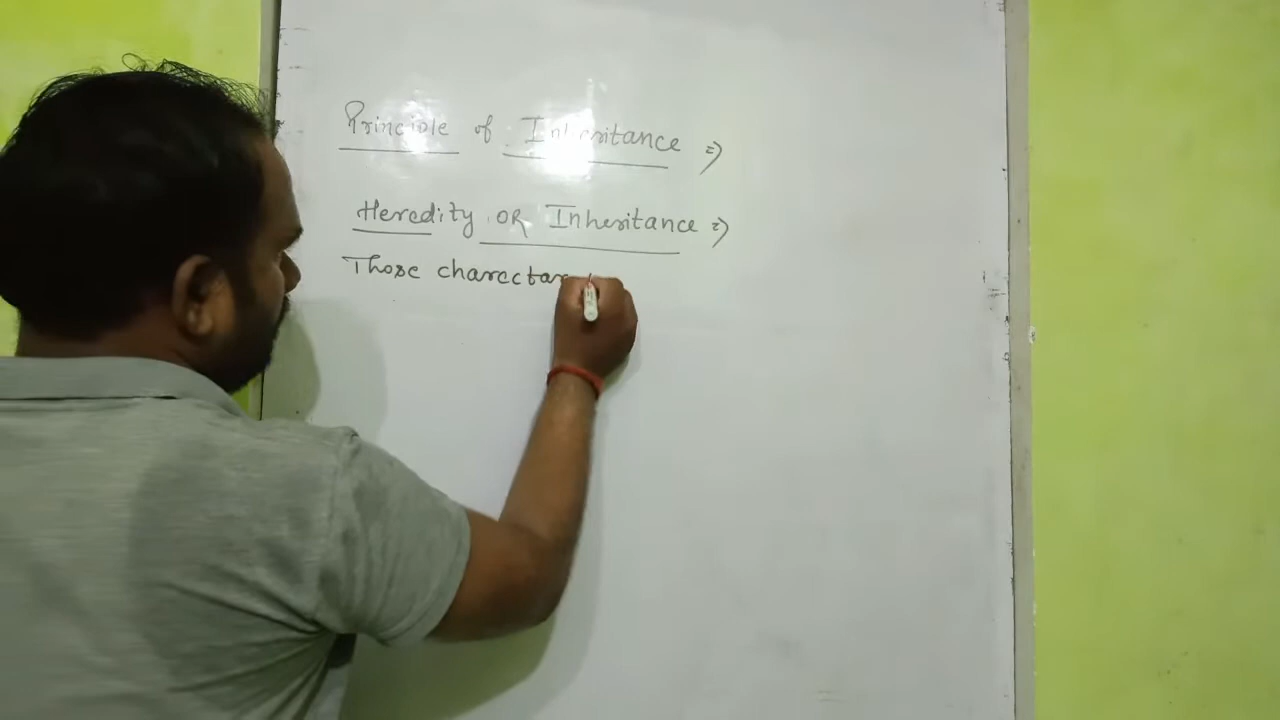 Principle of Inheritance ⇒
Heredity OR Inheritance ⇒
Those charectar